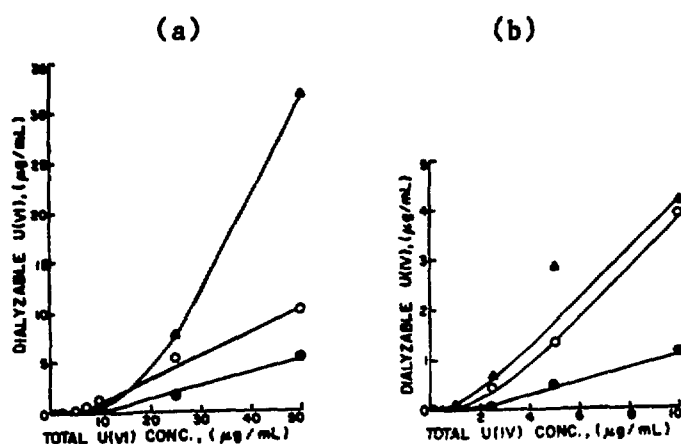 (a)
(b)
DIALYZABLE U(VI), (µg/mL)
35
30
25
20
15
10
5
0
0 10 20 30 40 50
TOTAL U(VI) CONC., (µg/mL)
DIALYZABLE U(IV), (µg/mL)
5
4
3
2
1
0
0 2 4 6 8 10
TOTAL U(IV) CONC., (µg/mL)